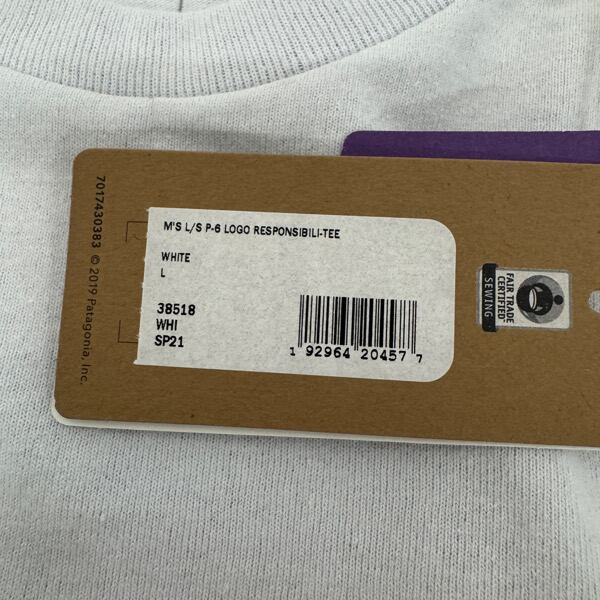 M'S L/S P-6 LOGO RESPONSIBILI-TEE
WHITE
L
38518
WHI
SP21
1 92964 20457 7
7017430383 © 2019 Patagonia, Inc.
FAIR TRADE
CERTIFIED™
SEWING